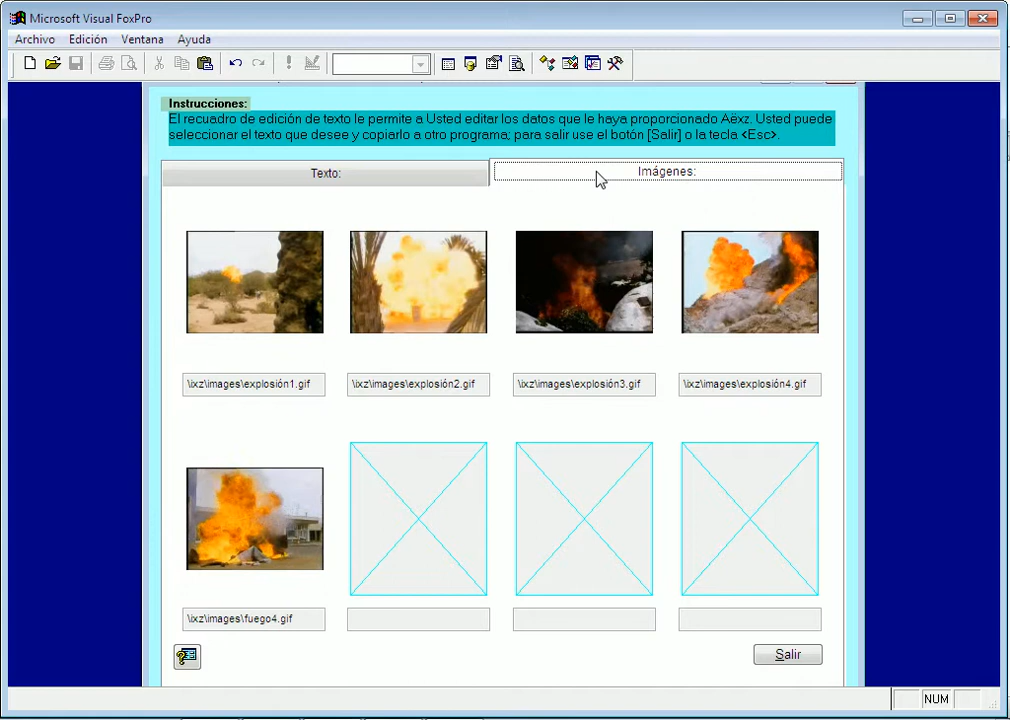 Microsoft Visual FoxPro
Archivo Edición Ventana Ayuda
Instrucciones:
El recuadro de edición de texto le permite a Usted editar los datos que le haya proporcionado Aëxz. Usted puede
seleccionar el texto que desee y copiarlo a otro programa; para salir use el botón [Salir] o la tecla <Esc>.
Texto:
Imágenes:
\ixz\images\explosión1.gif
\ixz\images\explosión2.gif
\ixz\images\explosión3.gif
\ixz\images\explosión4.gif
\ixz\images\fuego4.gif
Salir
NUM